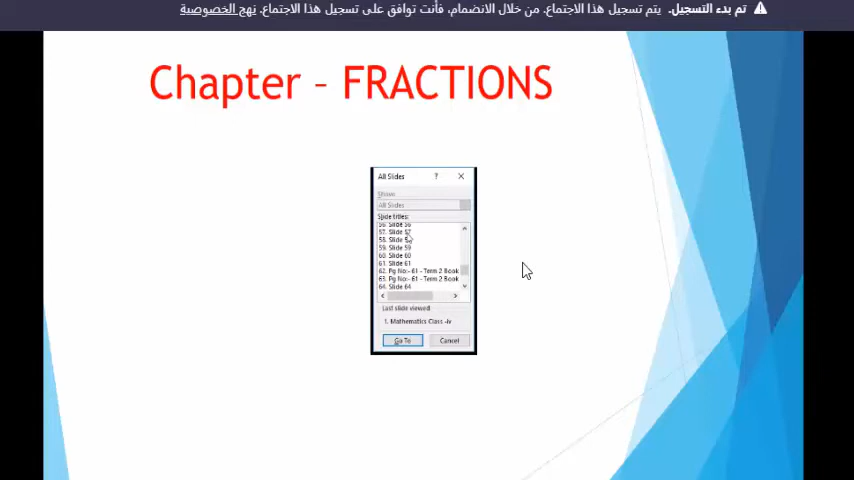 تم بدء التسجيل. يتم تسجيل هذا الاجتماع. من خلال الانضمام، فأنت توافق على تسجيل هذا الاجتماع. نهج الخصوصية
Chapter – FRACTIONS
All Slides ?
Show:
All Slides
Slide titles:
56. Slide 56
57. Slide 57
58. Slide
59. Slide 59
60. Slide 60
61. Slide 61
62. Pg No:- 61 - Term 2 Book
63. Pg No:- 61 - Term 2 Book
64. Slide 64
Last slide viewed
1. Mathematics Class -iv
Go To Cancel